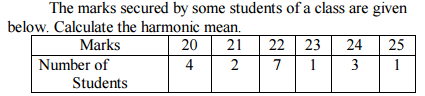 The marks secured by some students of a class are given
below. Calculate the harmonic mean.
Marks 20 21 22 23 24 25
Number of 4 2 7 1 3 1
Students